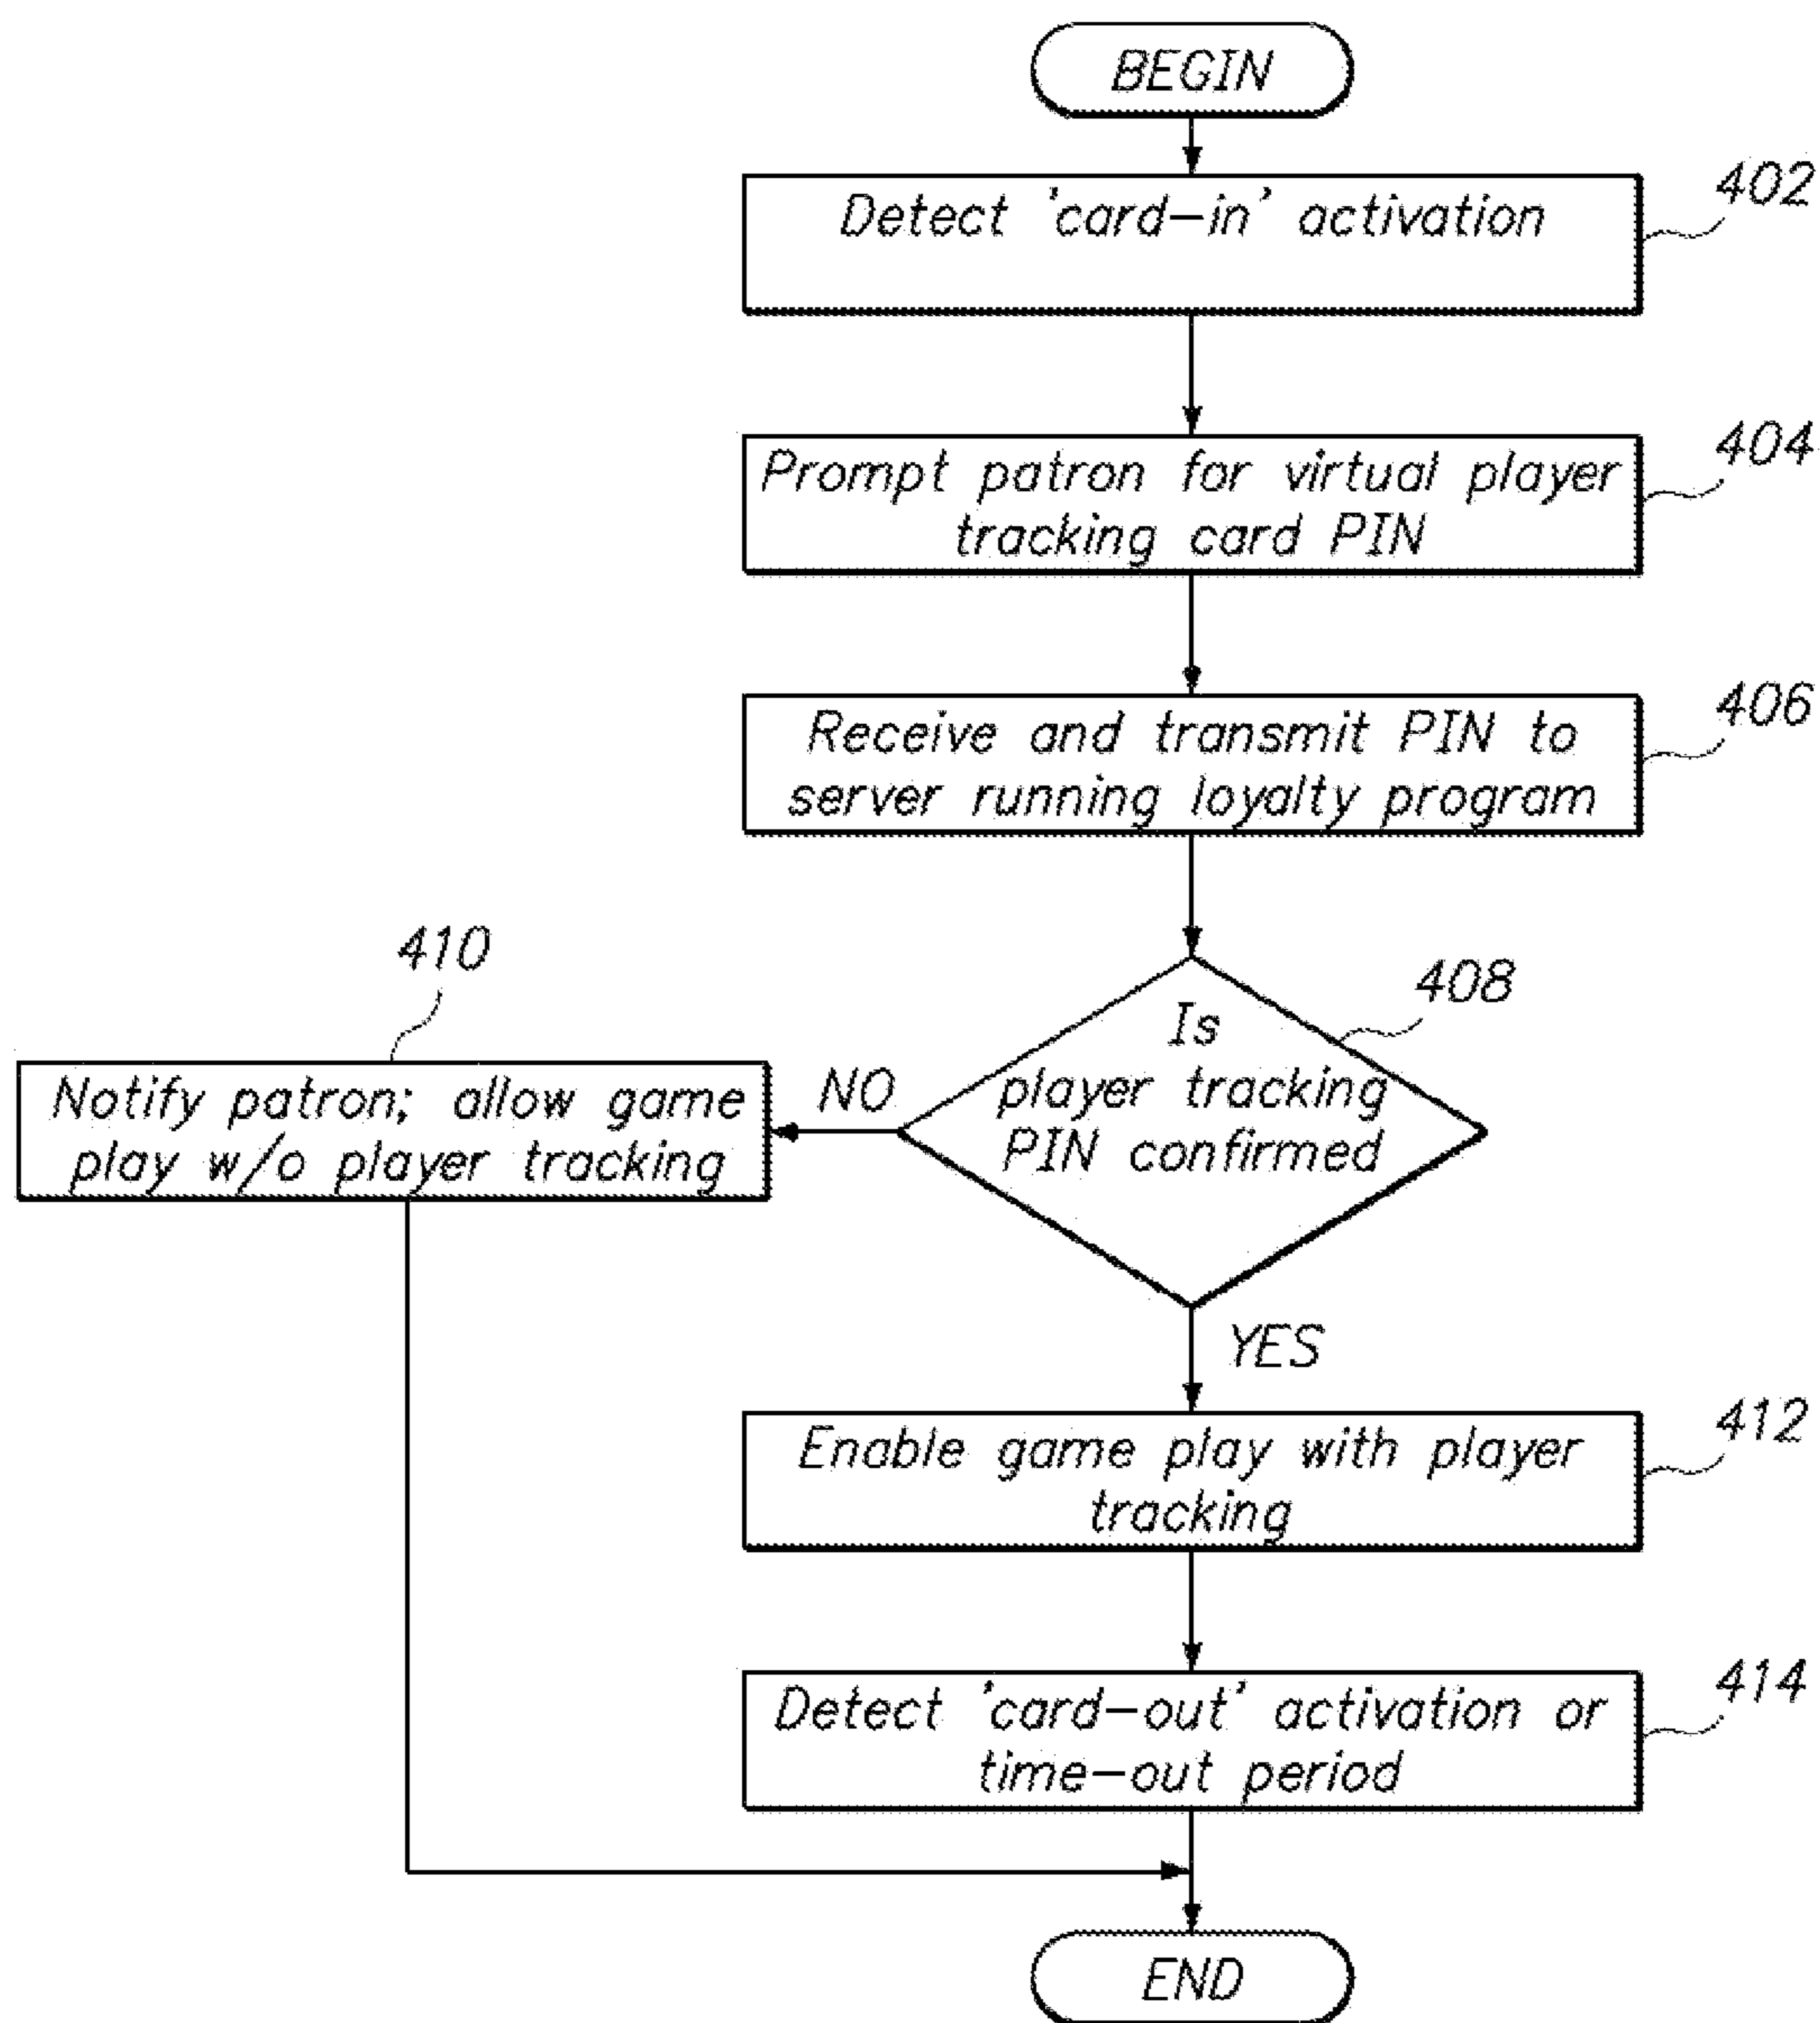 BEGIN
Detect 'card-in' activation
402
Prompt patron for virtual player
tracking card PIN
404
Receive and transmit PIN to
server running loyalty program
406
Is
player tracking
PIN confirmed
408
NO
410
Notify patron; allow game
play w/o player tracking
YES
Enable game play with player
tracking
412
Detect 'card-out' activation or
time-out period
414
END